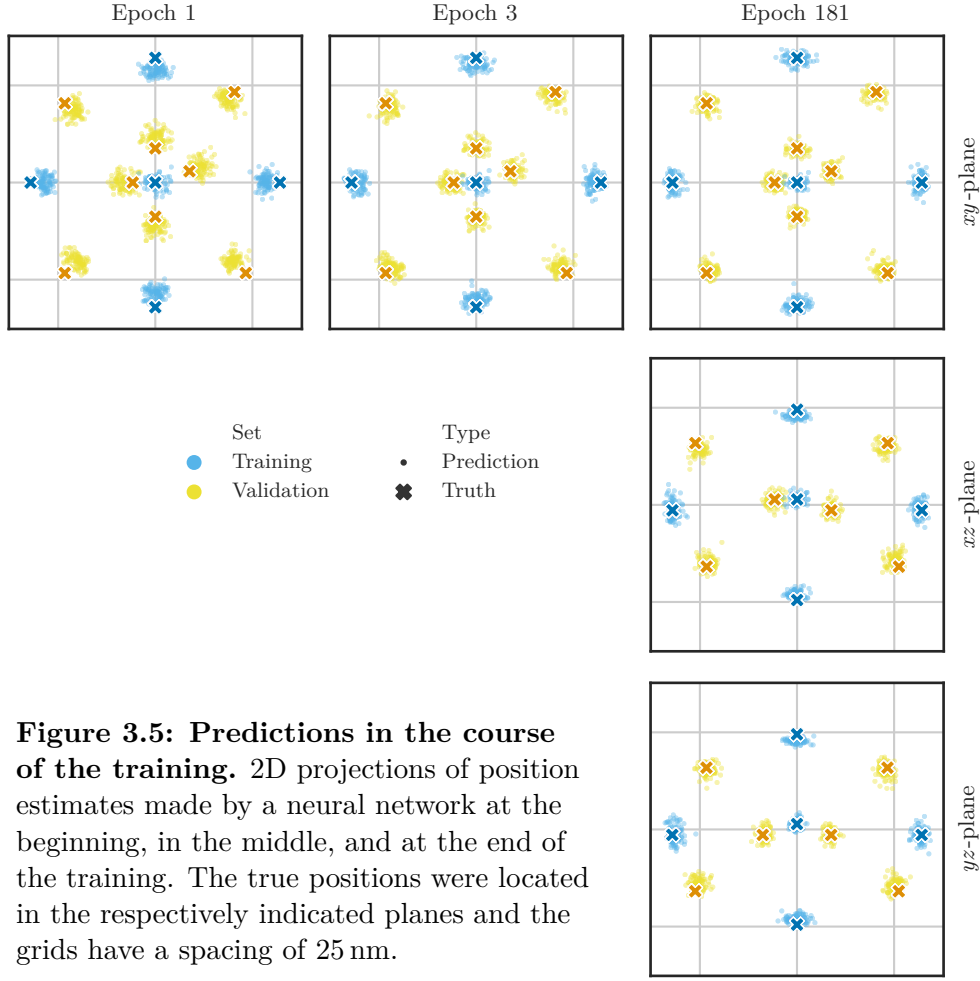 Epoch 1
Epoch 3
Epoch 181
xy-plane
Set
Type
Training
Prediction
Validation
Truth
xz-plane
Figure 3.5: Predictions in the course
of the training. 2D projections of position
estimates made by a neural network at the
beginning, in the middle, and at the end of
the training. The true positions were located
in the respectively indicated planes and the
grids have a spacing of 25 nm.
yz-plane